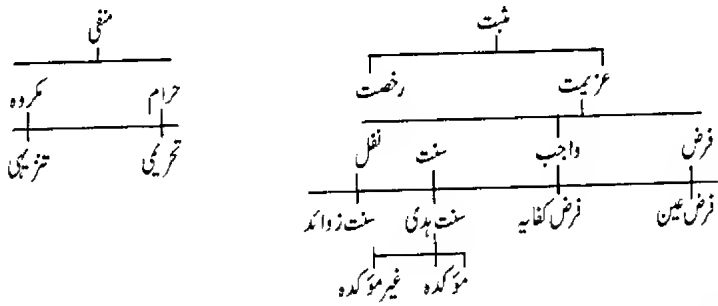 مثبت
عزیمت رخصت
فرض واجب سنت نفل
فرض عین فرض کفایہ سنت ہدی سنت زوائد
مؤکدہ غیر مؤکدہ
منفی
حرام مکروہ
تحریمی تنزیہی